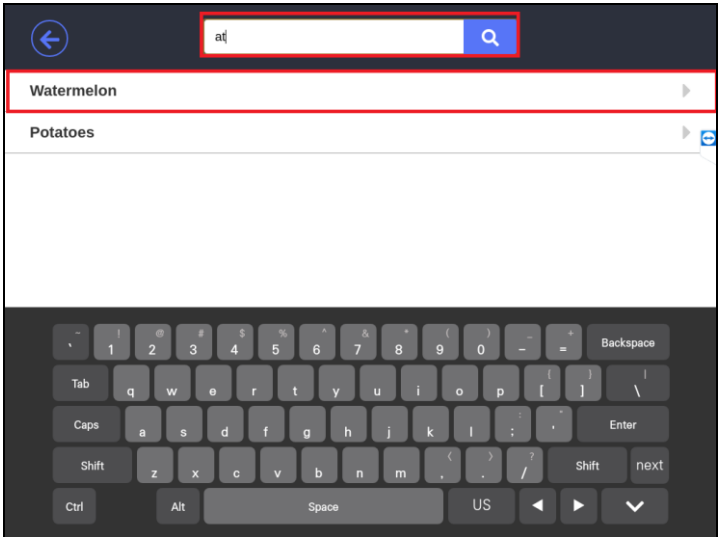 at
Watermelon
Potatoes
~ ! @ # $ % ^ & * ( ) _ +
` 1 2 3 4 5 6 7 8 9 0 - = Backspace
{ } |
Tab q w e r t y u i o p [ ] \
: "
Caps a s d f g h j k l ; ' Enter
< > ?
Shift z x c v b n m , . / Shift next
Ctrl Alt Space US